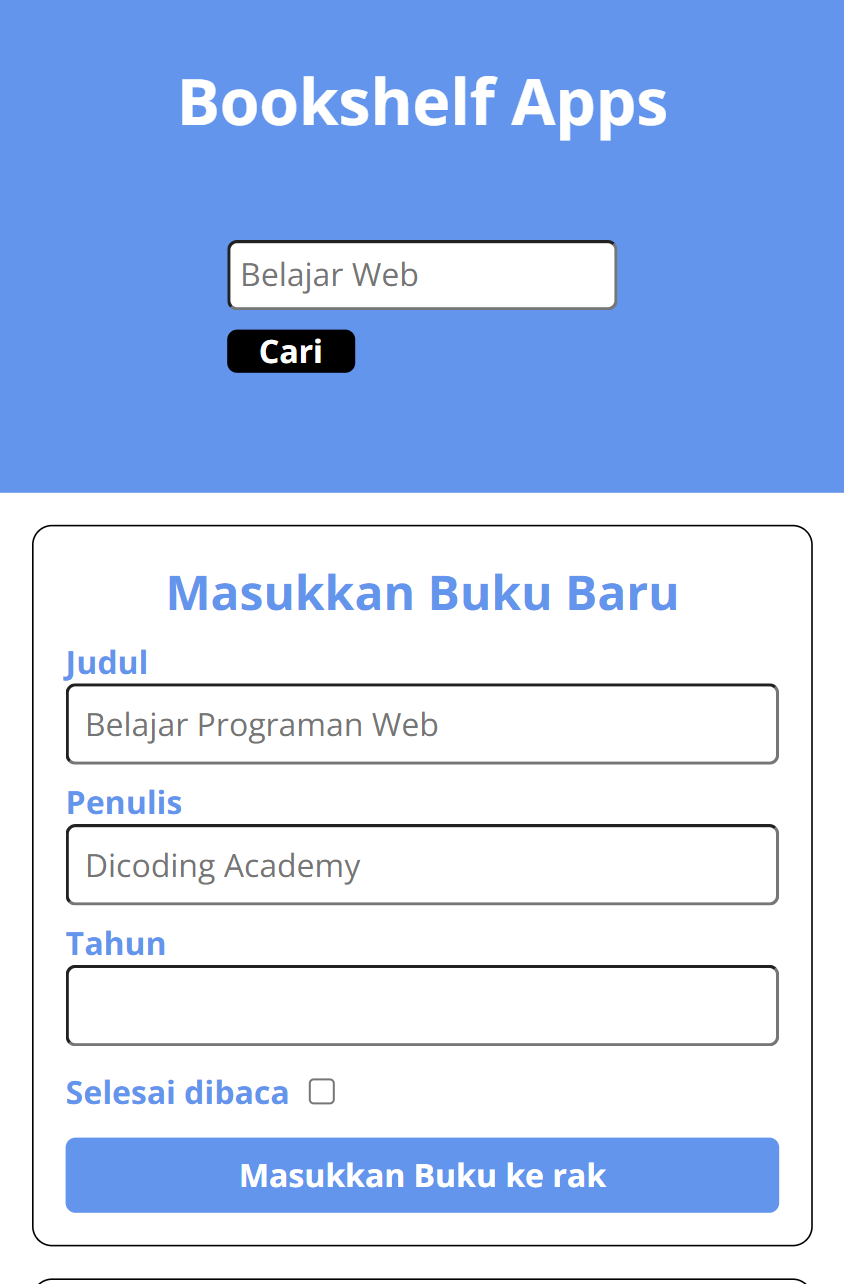 Bookshelf Apps
Belajar Web
Cari
Masukkan Buku Baru
Judul
Belajar Programan Web
Penulis
Dicoding Academy
Tahun
Selesai dibaca
Masukkan Buku ke rak